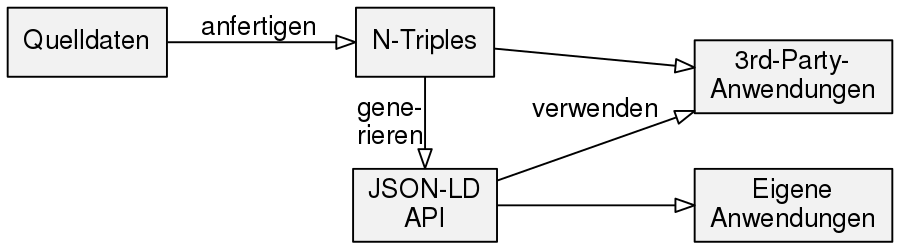 Quelldaten
anfertigen
N-Triples
3rd-Party-
Anwendungen
gene-
rieren
verwenden
JSON-LD
API
Eigene
Anwendungen